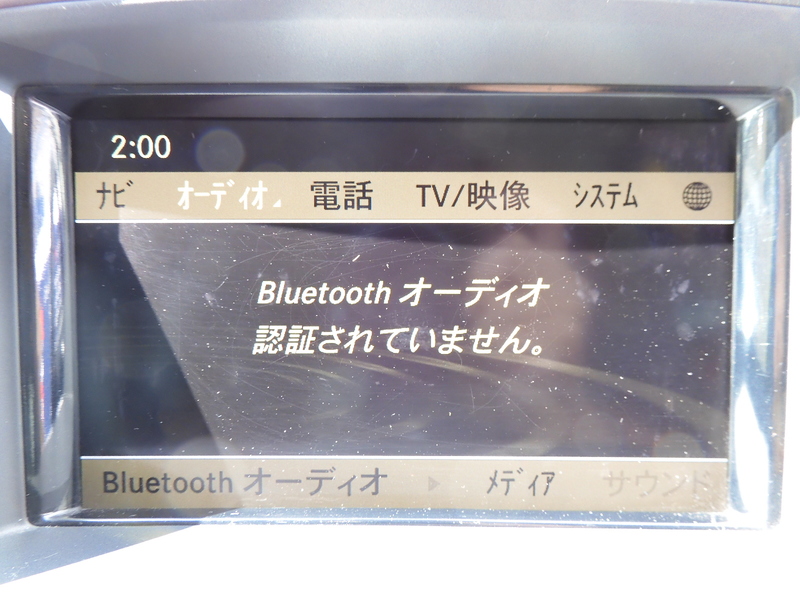 2:00
ナビ オーディオ 電話 TV/映像 システム
Bluetooth オーディオ
認証されていません。
Bluetooth オーディオ メディア サウンド